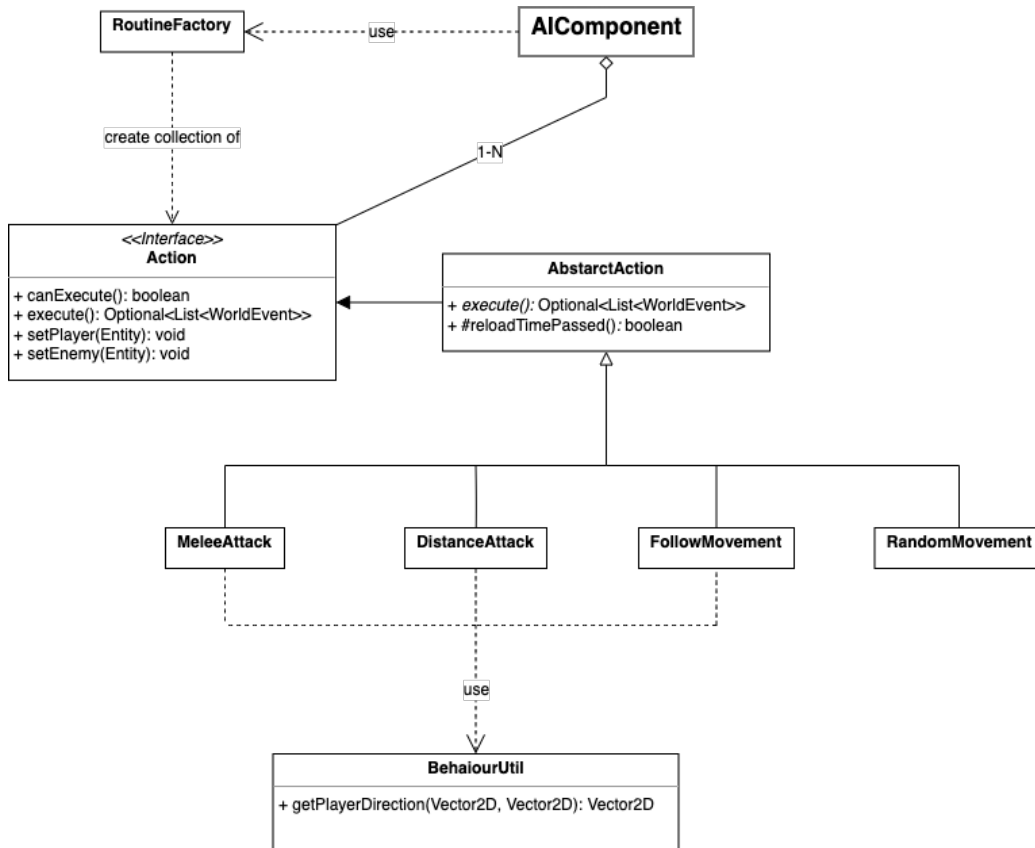 RoutineFactory
use
AIComponent
create collection of
1-N
<<Interface>>
Action
+ canExecute(): boolean
+ execute(): Optional<List<WorldEvent>>
+ setPlayer(Entity): void
+ setEnemy(Entity): void
AbstarctAction
+ execute(): Optional<List<WorldEvent>>
+ #reloadTimePassed(): boolean
MeleeAttack
DistanceAttack
FollowMovement
RandomMovement
use
BehaiourUtil
+ getPlayerDirection(Vector2D, Vector2D): Vector2D